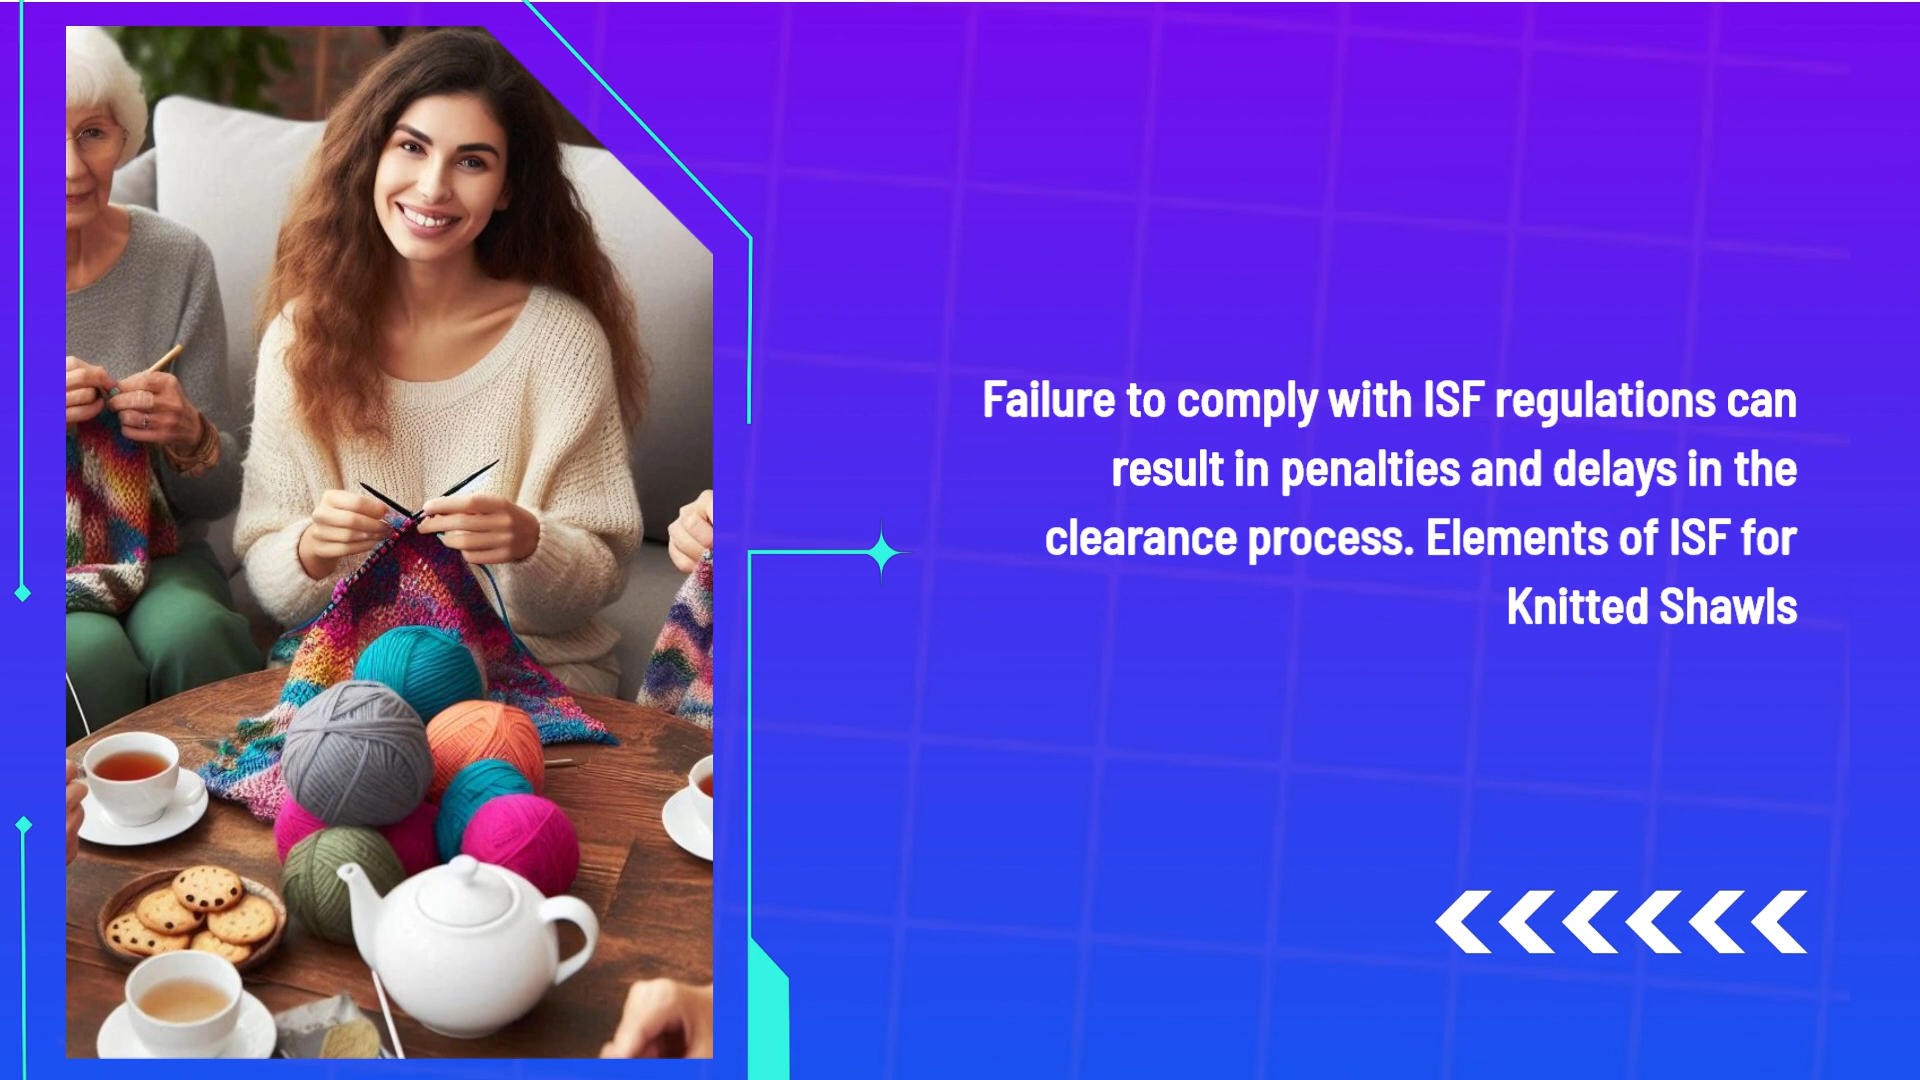 Failure to comply with ISF regulations can
result in penalties and delays in the
clearance process. Elements of ISF for
Knitted Shawls